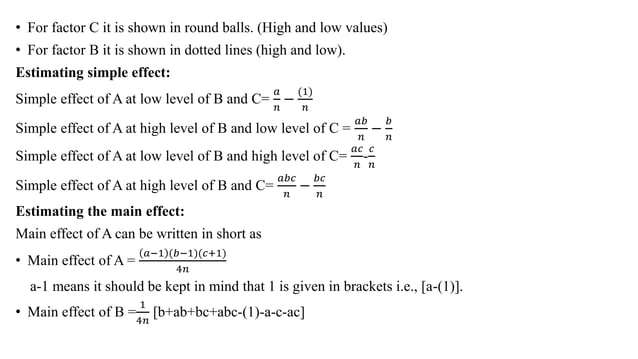 • For factor C it is shown in round balls. (High and low values)
• For factor B it is shown in dotted lines (high and low).
Estimating simple effect:
Simple effect of A at low level of B and C= a/n − (1)/n
Simple effect of A at high level of B and low level of C = ab/n − b/n
Simple effect of A at low level of B and high level of C= ac/n - c/n
Simple effect of A at high level of B and C= abc/n − bc/n
Estimating the main effect:
Main effect of A can be written in short as
• Main effect of A = (a−1)(b−1)(c+1)/4n
a-1 means it should be kept in mind that 1 is given in brackets i.e., [a-(1)].
• Main effect of B = 1/4n [b+ab+bc+abc-(1)-a-c-ac]